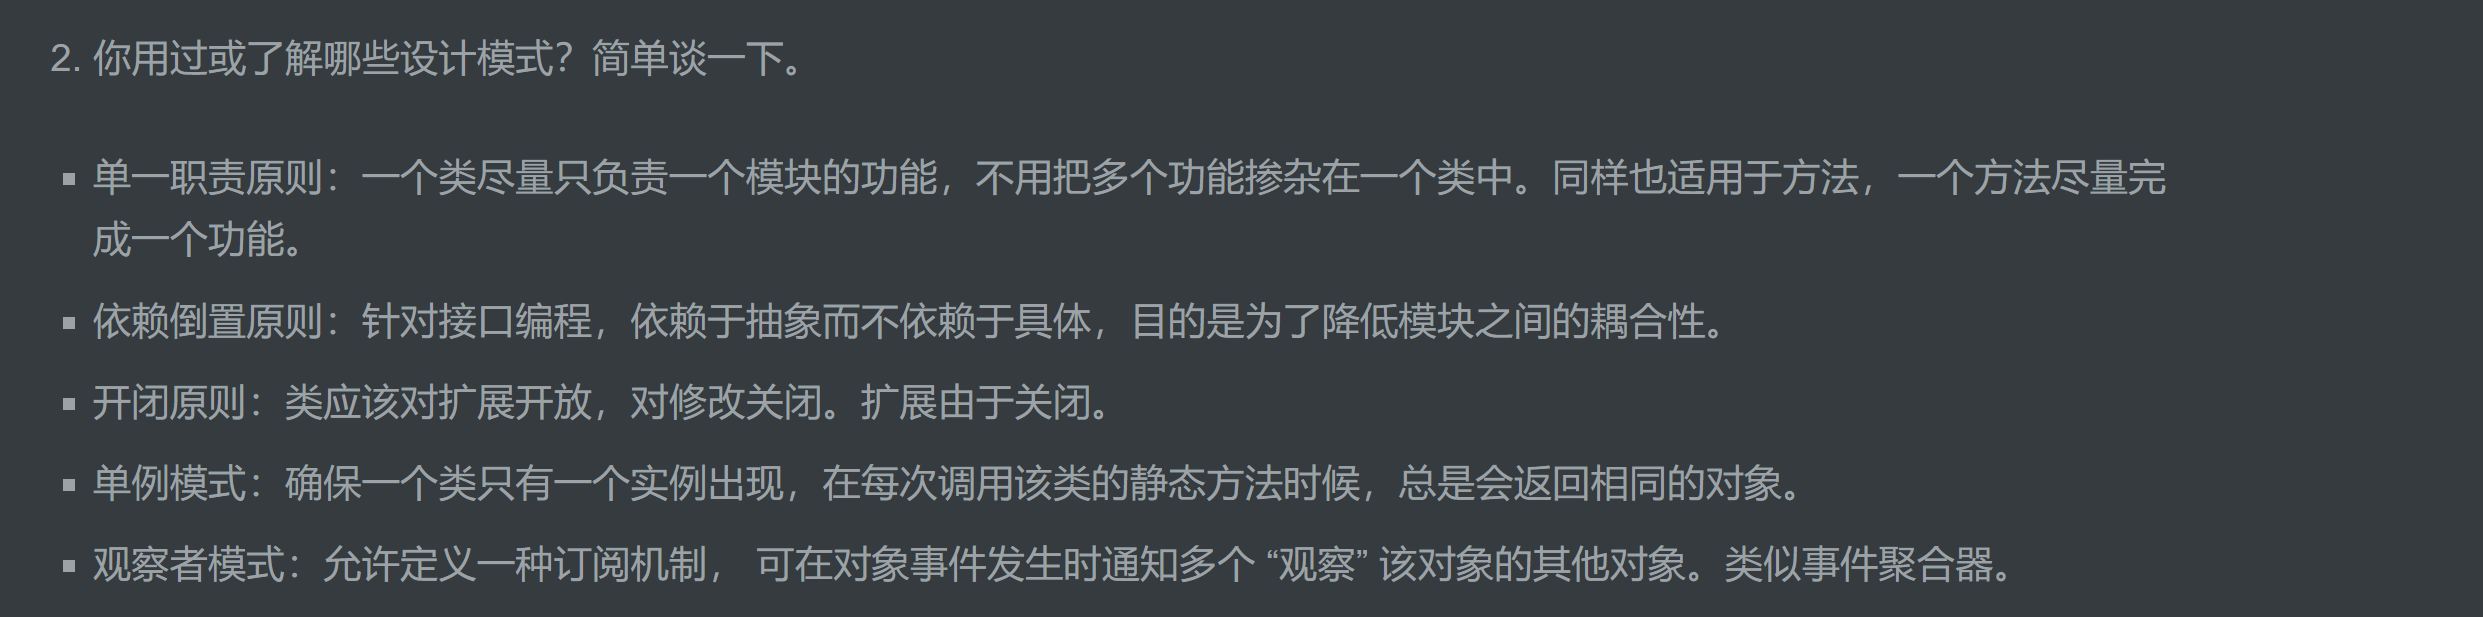 2. 你用过或了解哪些设计模式？简单谈一下。
▪ 单一职责原则：一个类尽量只负责一个模块的功能，不用把多个功能掺杂在一个类中。同样也适用于方法，一个方法尽量完
成一个功能。
▪ 依赖倒置原则：针对接口编程，依赖于抽象而不依赖于具体，目的是为了降低模块之间的耦合性。
▪ 开闭原则：类应该对扩展开放，对修改关闭。扩展由于关闭。
▪ 单例模式：确保一个类只有一个实例出现，在每次调用该类的静态方法时候，总是会返回相同的对象。
▪ 观察者模式：允许定义一种订阅机制， 可在对象事件发生时通知多个 “观察” 该对象的其他对象。类似事件聚合器。